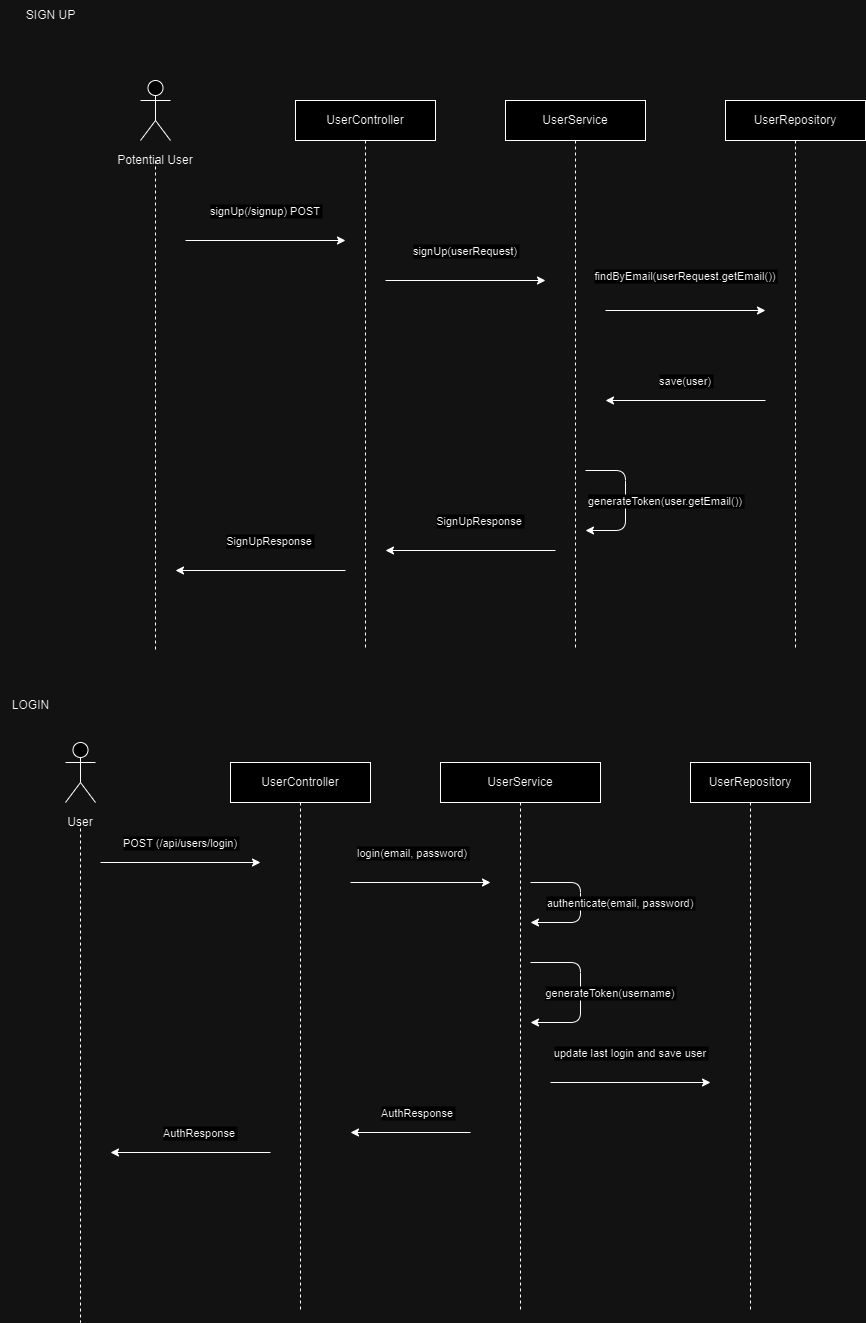 SIGN UP
Potential User
UserController
UserService
UserRepository
signUp(/signup) POST
signUp(userRequest)
findByEmail(userRequest.getEmail())
save(user)
generateToken(user.getEmail())
SignUpResponse
SignUpResponse
LOGIN
User
UserController
UserService
UserRepository
POST (/api/users/login)
login(email, password)
authenticate(email, password)
generateToken(username)
update last login and save user
AuthResponse
AuthResponse